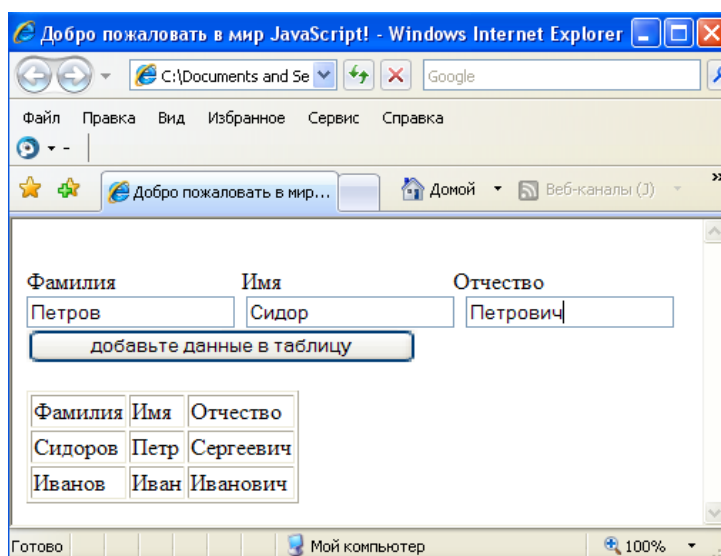 Добро пожаловать в мир JavaScript! - Windows Internet Explorer
C:\Documents and Se Google
Файл Правка Вид Избранное Сервис Справка
Добро пожаловать в мир... Домой Веб-каналы (J) »
Фамилия Имя Отчество
Петров Сидор Петрович
добавьте данные в таблицу
Фамилия Имя Отчество
Сидоров Петр Сергеевич
Иванов Иван Иванович
Готово Мой компьютер 100%